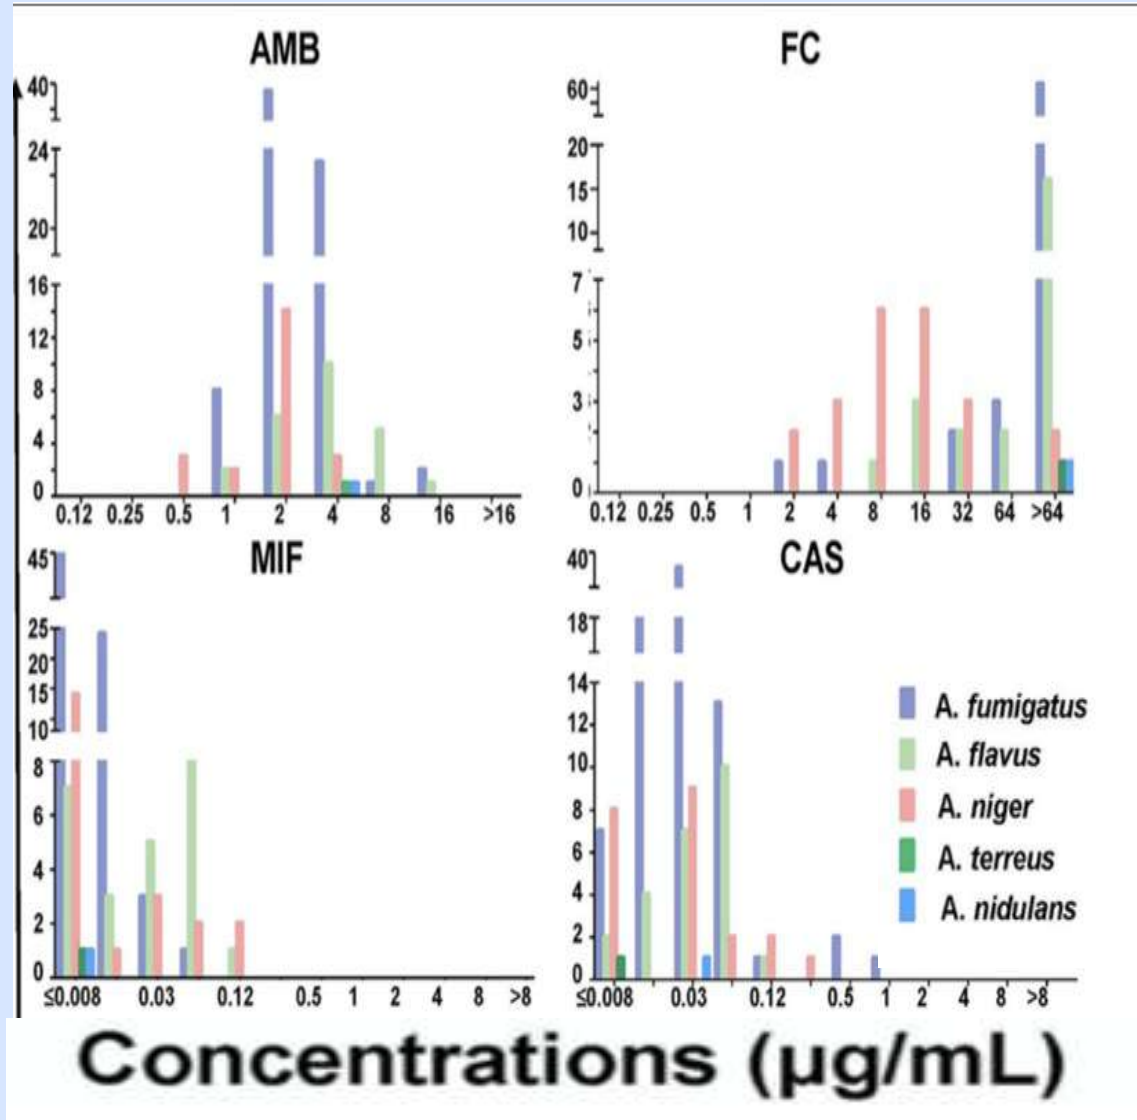 AMB
40
24
20
16
12
8
4
0
0.12 0.25 0.5 1 2 4 8 16 >16
FC
60
20
15
10
7
5
3
0
0.12 0.25 0.5 1 2 4 8 16 32 64 >64
MIF
45
25
20
15
10
8
6
4
2
0
≤0.008 0.03 0.12 0.5 1 2 4 8 >8
CAS
40
18
14
12
10
8
6
4
2
0
≤0.008 0.03 0.12 0.5 1 2 4 8 >8
A. fumigatus
A. flavus
A. niger
A. terreus
A. nidulans
Concentrations (µg/mL)